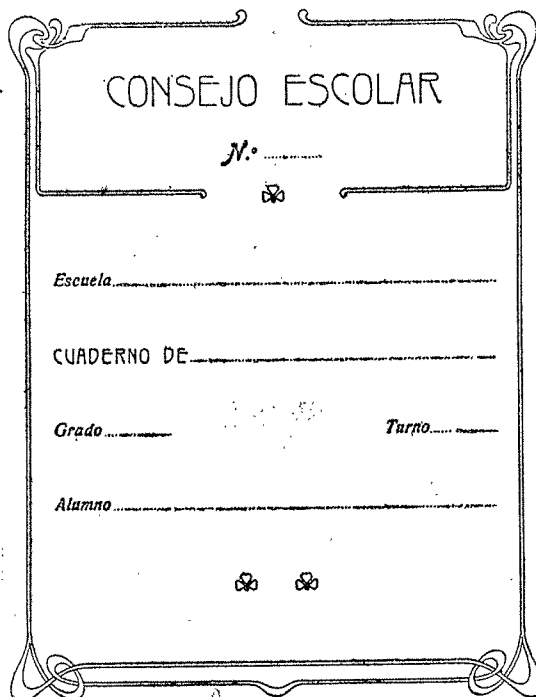 CONSEJO ESCOLAR
N.º ............
Escuela............
CUADERNO DE............
Grado............ Turno............
Alumno............